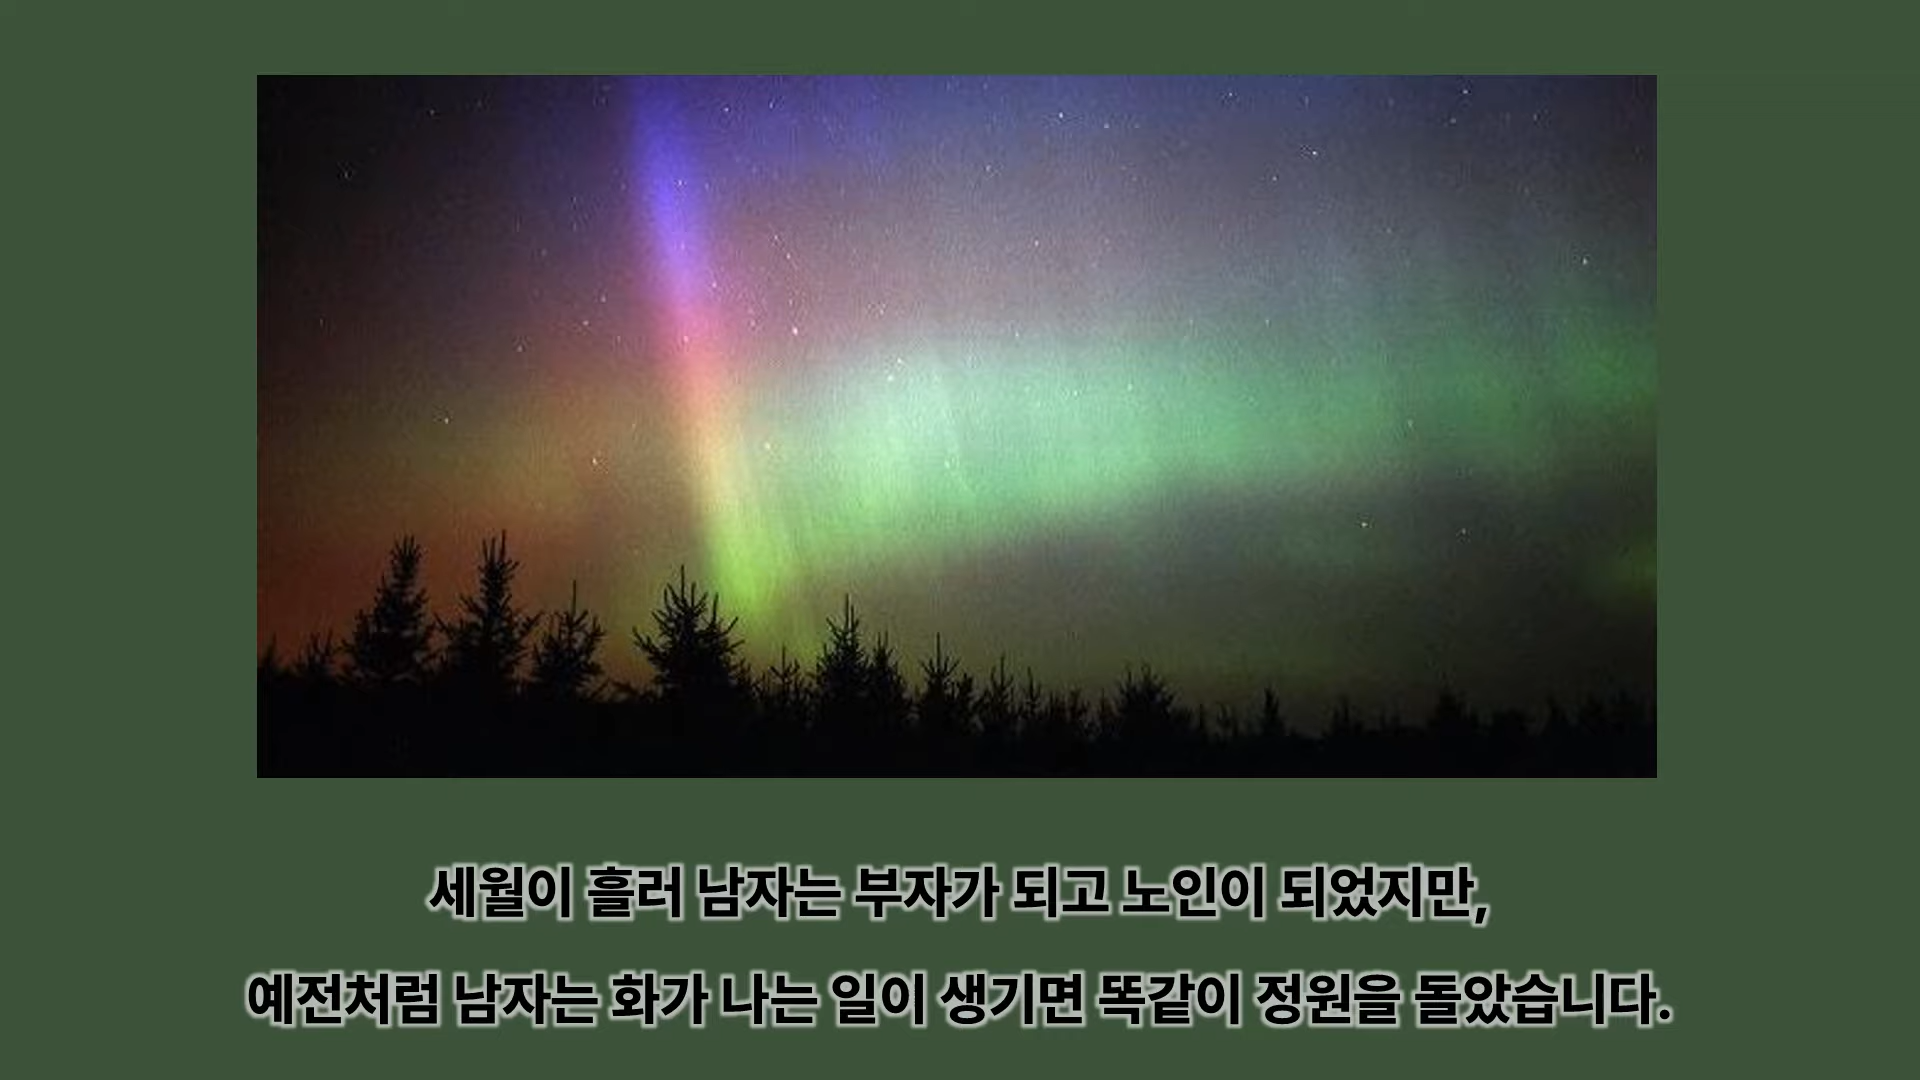 세월이 흘러 남자는 부자가 되고 노인이 되었지만,
예전처럼 남자는 화가 나는 일이 생기면 똑같이 정원을 돌았습니다.